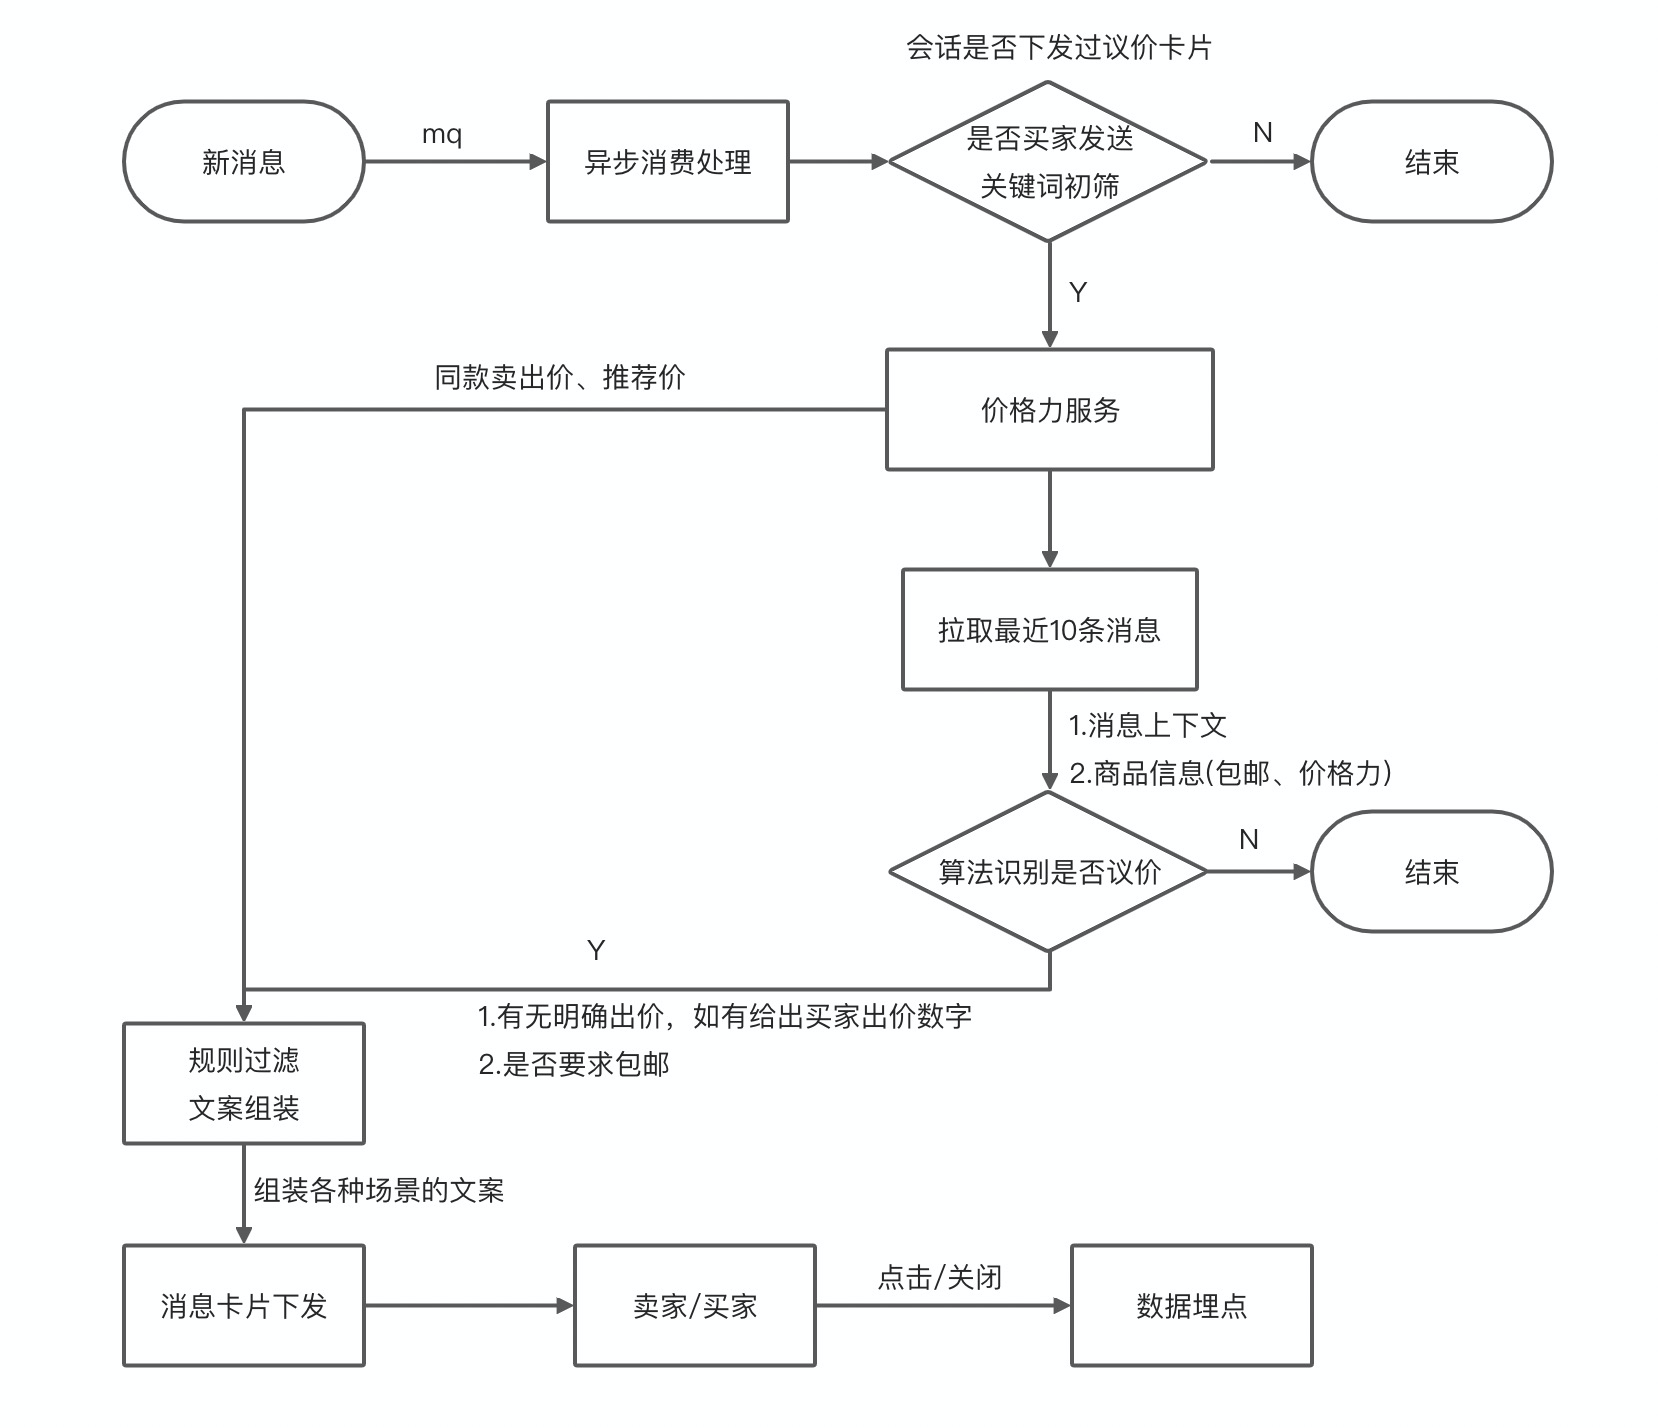 会话是否下发过议价卡片
新消息
mq
异步消费处理
是否买家发送
关键词初筛
N
结束
Y
同款卖出价、推荐价
价格力服务
拉取最近10条消息
1.消息上下文
2.商品信息(包邮、价格力)
算法识别是否议价
N
结束
Y
1.有无明确出价，如有给出买家出价数字
2.是否要求包邮
规则过滤
文案组装
组装各种场景的文案
消息卡片下发
卖家/买家
点击/关闭
数据埋点